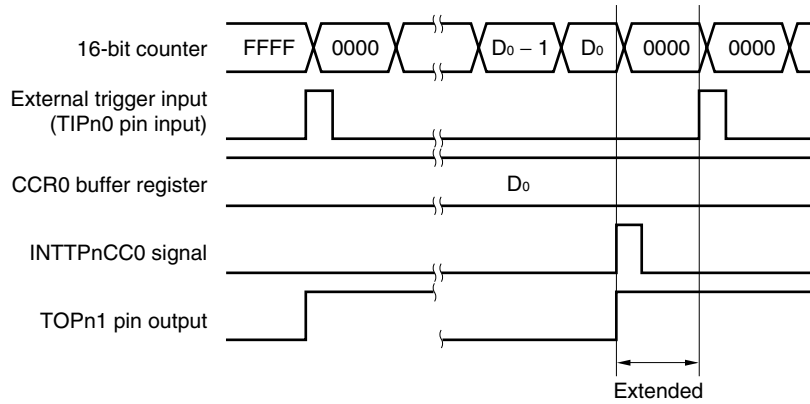 16-bit counter
FFFF 0000 D0 − 1 D0 0000 0000
External trigger input
(TIPn0 pin input)
CCR0 buffer register
D0
INTTPnCC0 signal
TOPn1 pin output
Extended